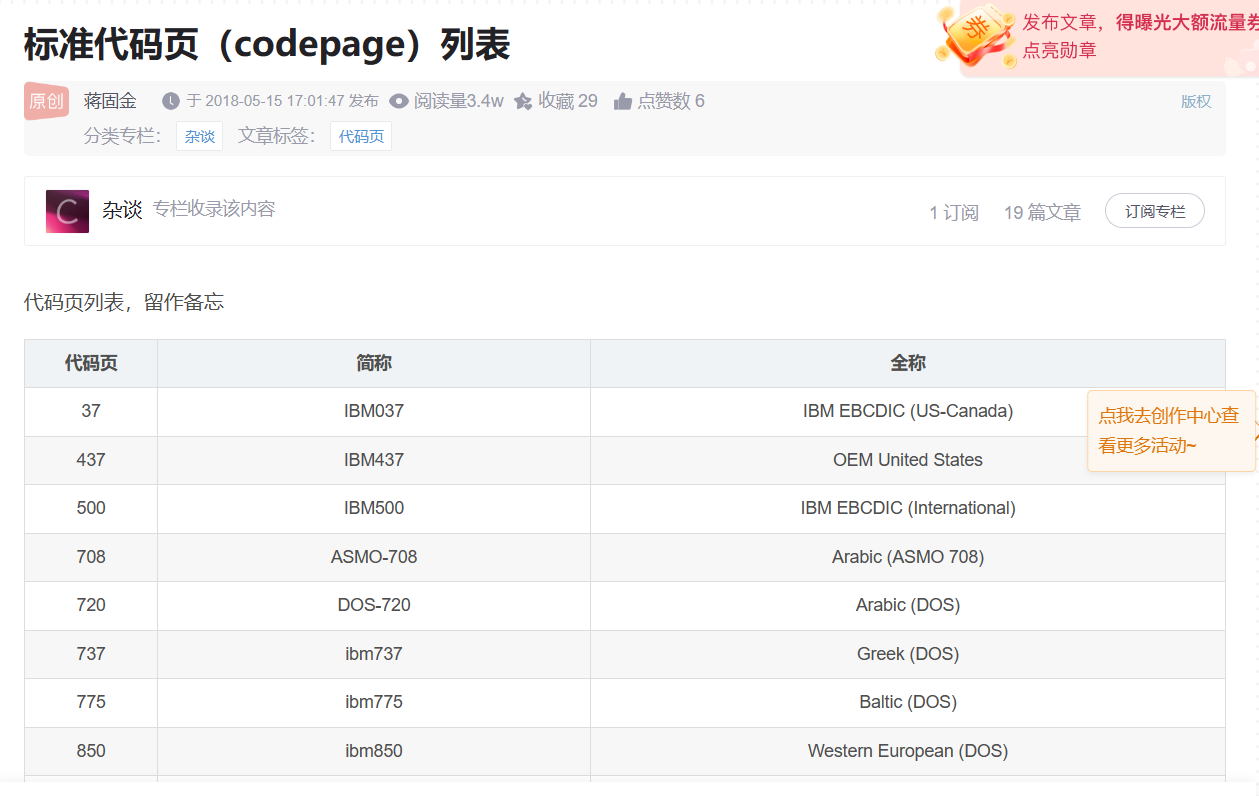 标准代码页（codepage）列表
发布文章，得曝光大额流量券
点亮勋章
原创 蒋固金 于 2018-05-15 17:01:47 发布 阅读量3.4w 收藏 29 点赞数 6 版权
分类专栏： 杂谈 文章标签： 代码页
C 杂谈 专栏收录该内容 1 订阅 19 篇文章 订阅专栏
代码页列表，留作备忘
代码页 简称 全称
37 IBM037 IBM EBCDIC (US-Canada)
437 IBM437 OEM United States
500 IBM500 IBM EBCDIC (International)
708 ASMO-708 Arabic (ASMO 708)
720 DOS-720 Arabic (DOS)
737 ibm737 Greek (DOS)
775 ibm775 Baltic (DOS)
850 ibm850 Western European (DOS)
点我去创作中心查
看更多活动~
券